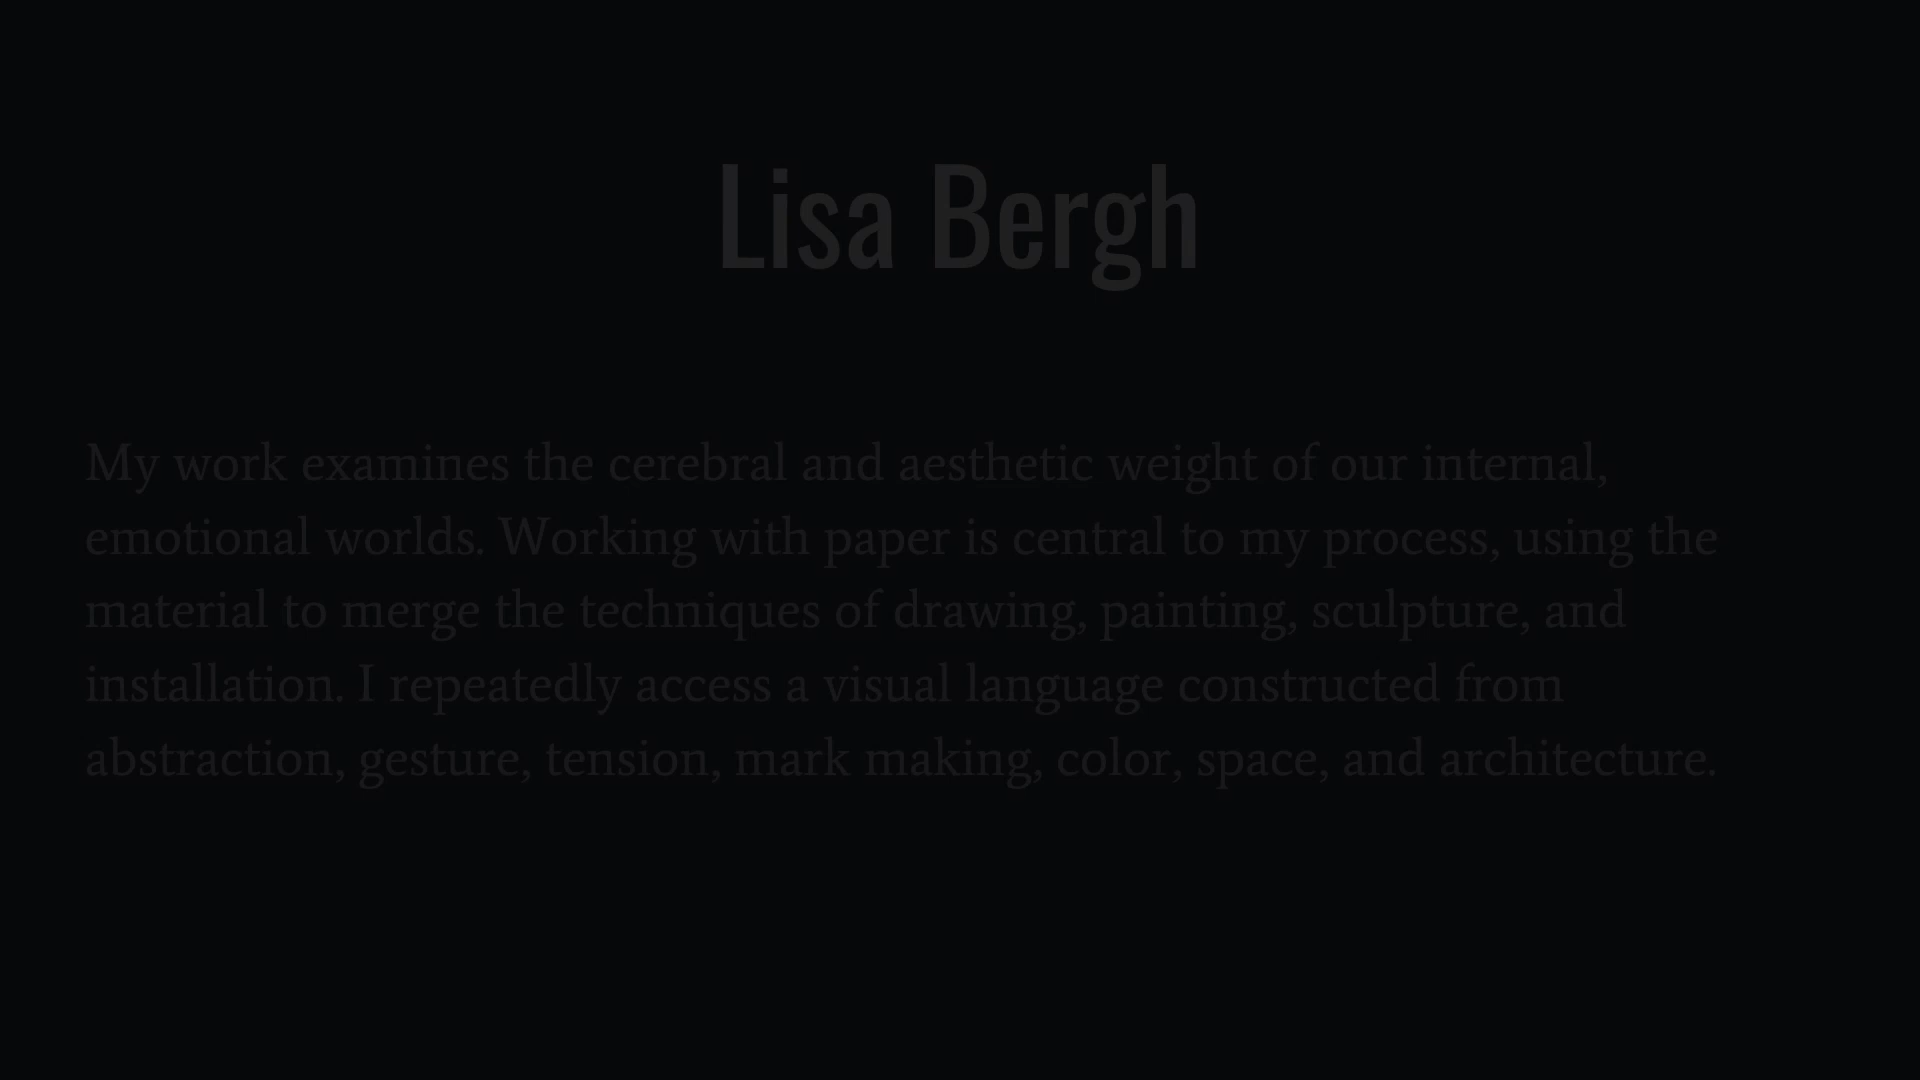 Lisa Bergh
My work examines the cerebral and aesthetic weight of our internal,
emotional worlds. Working with paper is central to my process, using the
material to merge the techniques of drawing, painting, sculpture, and
installation. I repeatedly access a visual language constructed from
abstraction, gesture, tension, mark making, color, space, and architecture.